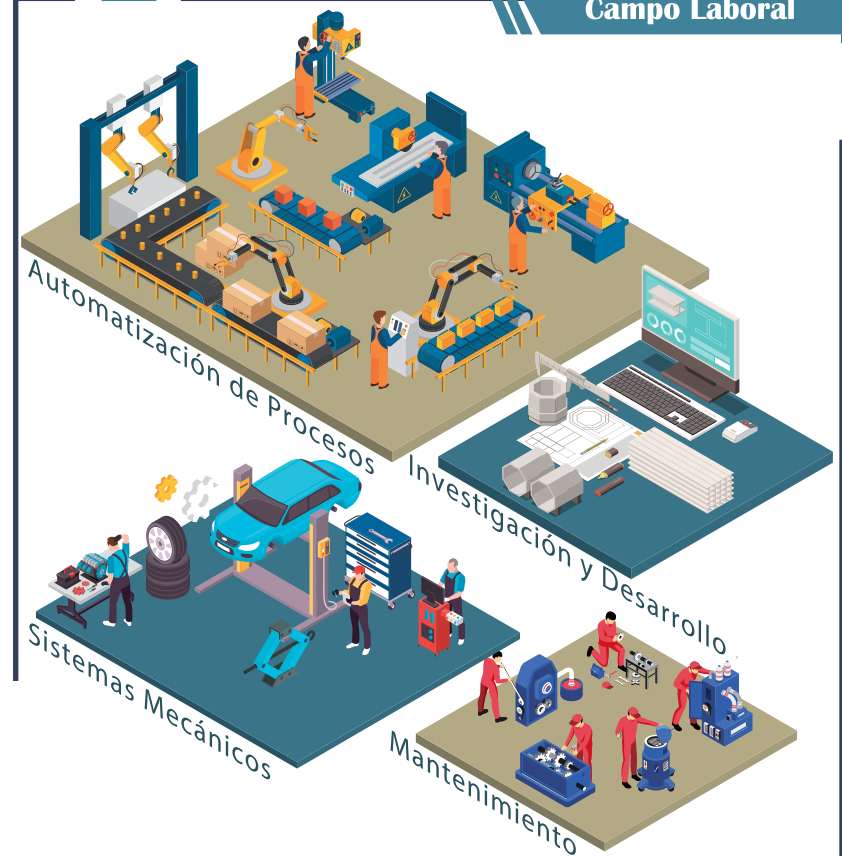 Campo Laboral
Automatización de Procesos
Investigación y Desarrollo
Sistemas Mecánicos
Mantenimiento